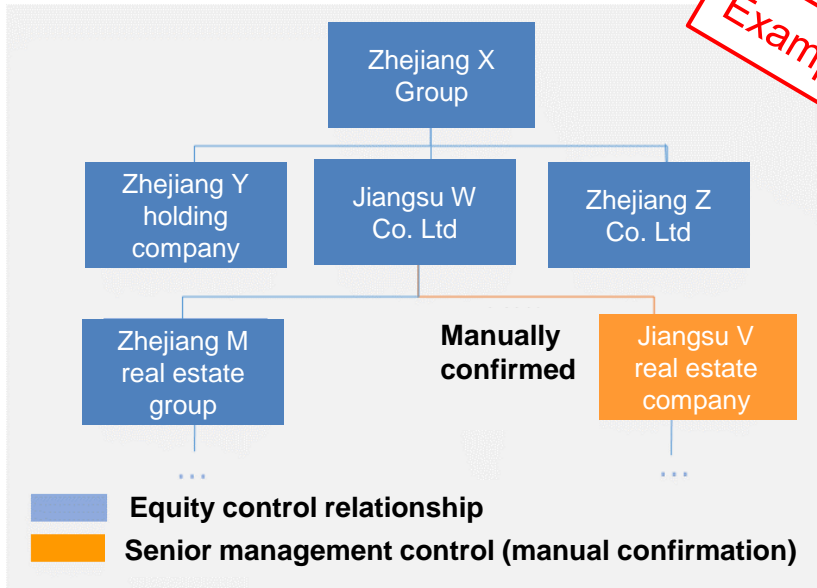 Zhejiang X
Group
Zhejiang Y
holding
company
Jiangsu W
Co. Ltd
Zhejiang Z
Co. Ltd
Zhejiang M
real estate
group
Manually
confirmed
Jiangsu V
real estate
company
...
...
Equity control relationship
Senior management control (manual confirmation)